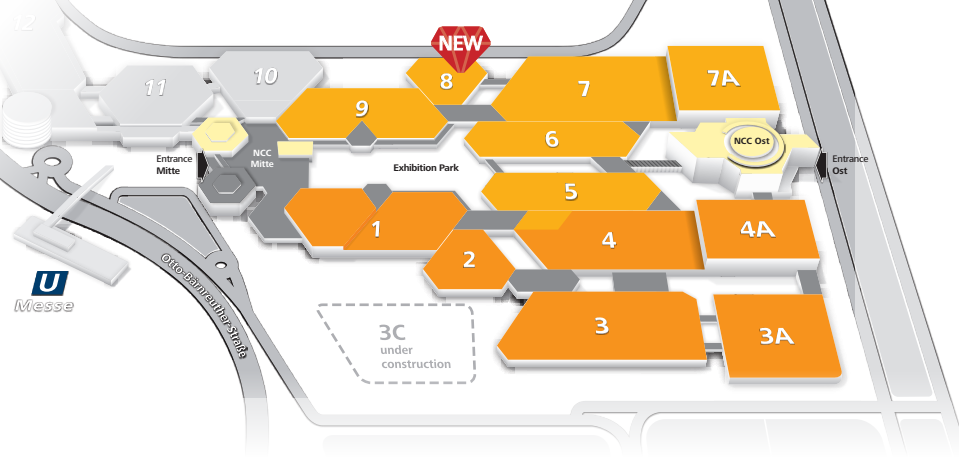 12
NEW
11
10
8
7
7A
9
6
NCC Ost
NCC
Mitte
Entrance
Mitte
Exhibition Park
Entrance
Ost
5
1
4
4A
2
U
Messe
Otto-Bärnreuther-Straße
3C
under
construction
3
3A